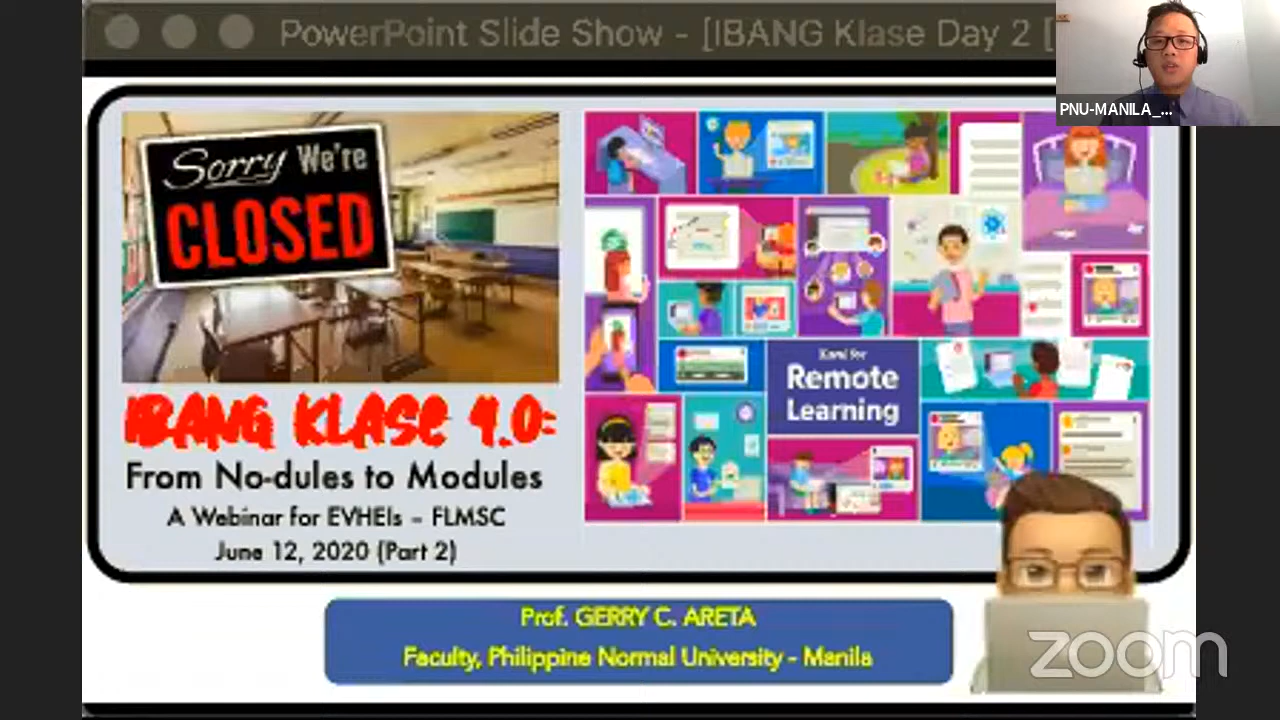 PowerPoint Slide Show - [IBANG Klase Day 2 [
PNU-MANILA_...
Sorry We're
CLOSED
IBANG KLASE 4.0:
From No-dules to Modules
A Webinar for EVHEIs – FLMSC
June 12, 2020 (Part 2)
Kami for
Remote
Learning
Prof. GERRY C. ARETA
Faculty, Philippine Normal University - Manila
zoom